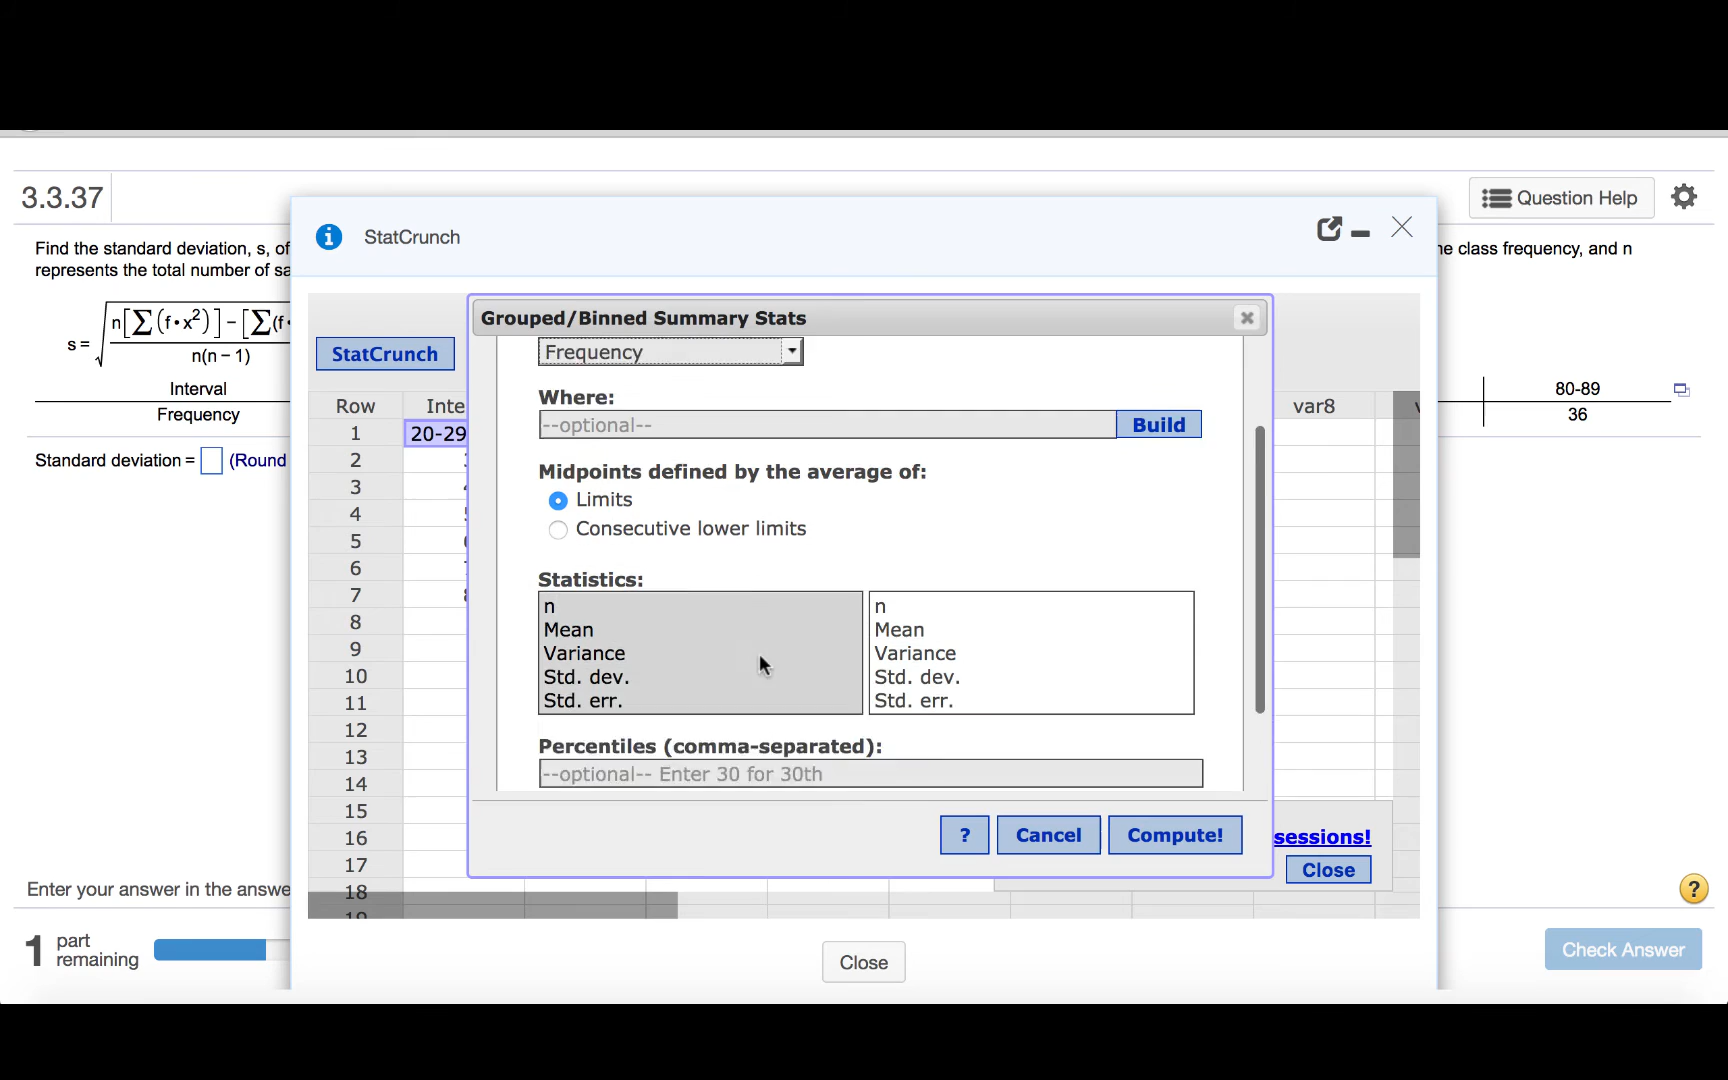 3.3.37
Question Help
Find the standard deviation, s, of
e class frequency, and n
represents the total number of sa
s = n[∑(f•x²)] − [∑(f•
n(n − 1)
Interval
80-89
Frequency
36
Standard deviation = (Round
Enter your answer in the answe
1 part remaining
Check Answer
?
StatCrunch
StatCrunch
Row Inte var8
1 20-29
2
3
4
5
6
7
8
9
10
11
12
13
14
15
16
17
18
Grouped/Binned Summary Stats
Frequency
Where:
--optional-- Build
Midpoints defined by the average of:
Limits
Consecutive lower limits
Statistics:
n n
Mean Mean
Variance Variance
Std. dev. Std. dev.
Std. err. Std. err.
Percentiles (comma-separated):
--optional-- Enter 30 for 30th
? Cancel Compute!
sessions!
Close
Close